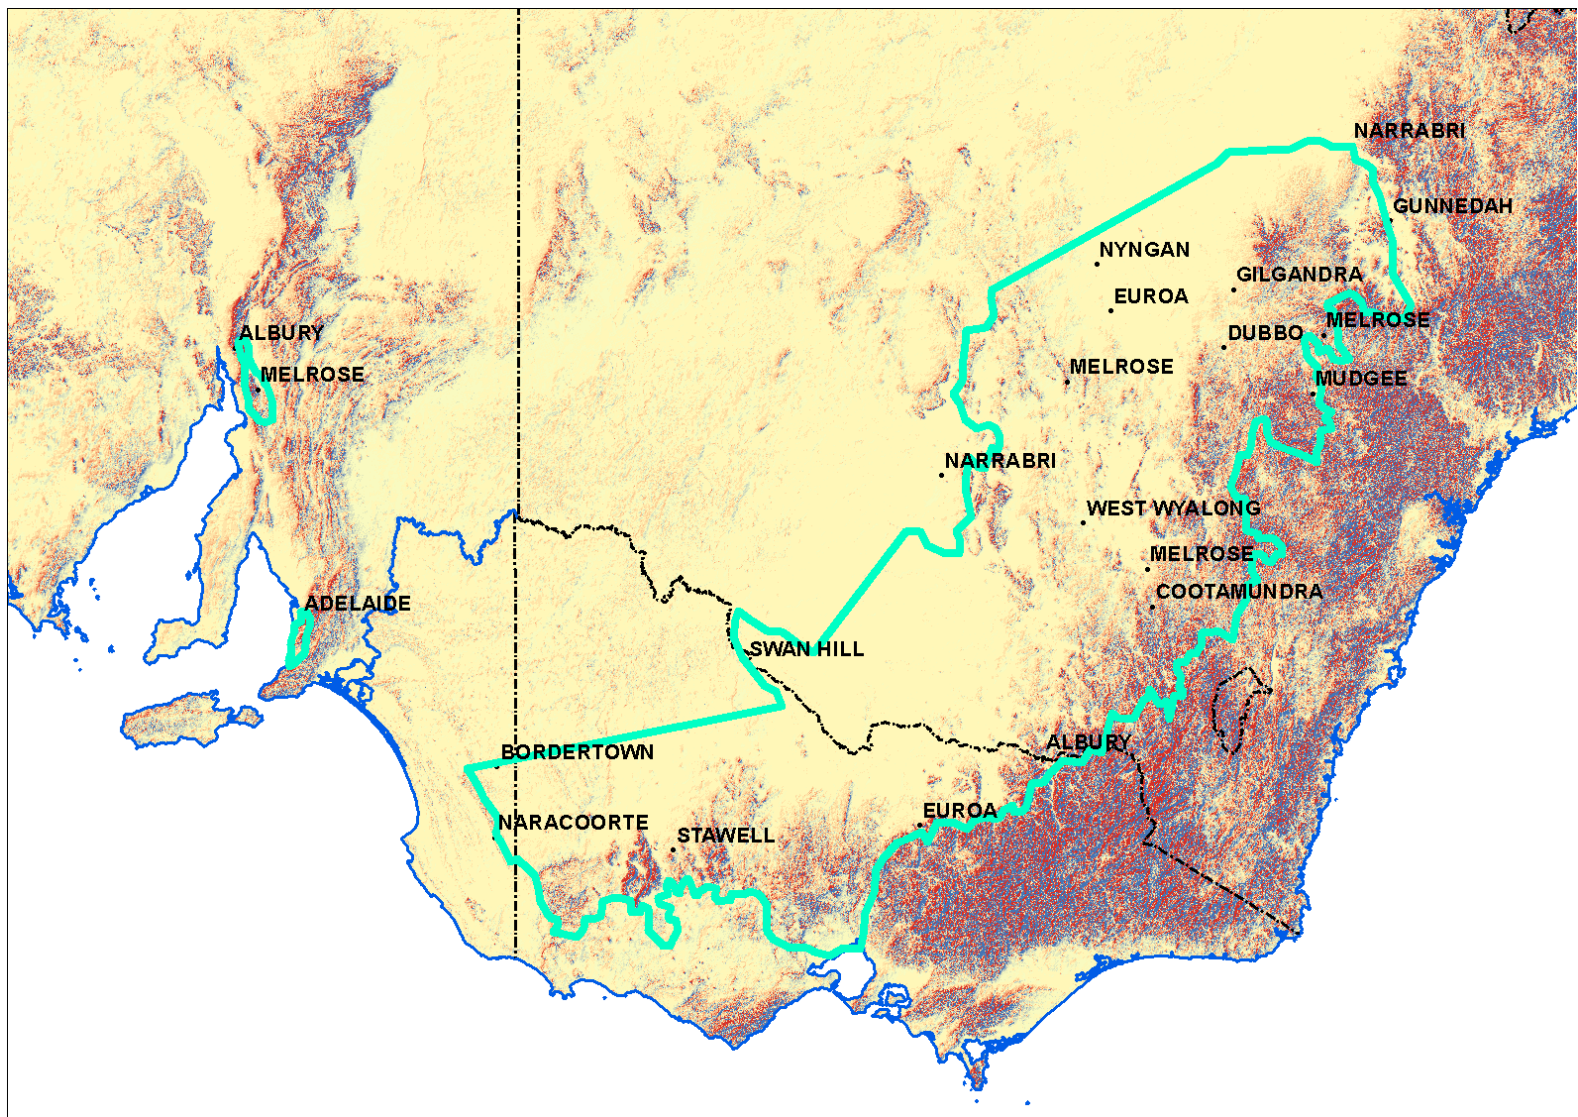 NARRABRI
GUNNEDAH
NYNGAN
GILGANDRA
EUROA
ALBURY
DUBBO
MELROSE
MELROSE
MELROSE
MUDGEE
NARRABRI
WEST WYALONG
MELROSE
COOTAMUNDRA
ADELAIDE
SWAN HILL
ALBURY
BORDERTOWN
EUROA
NARACOORTE
STAWELL